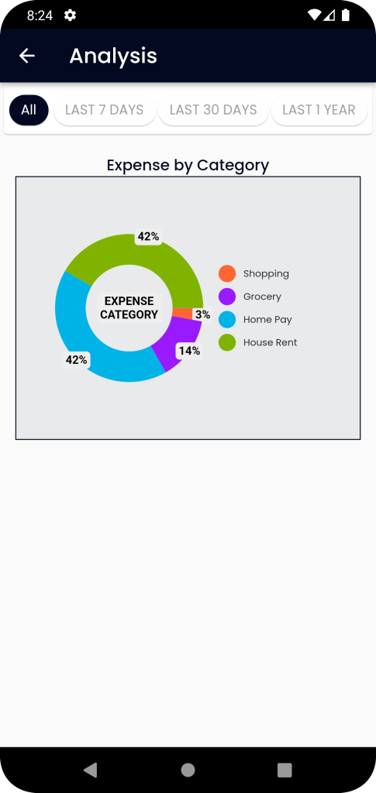 8:24
Analysis
All LAST 7 DAYS LAST 30 DAYS LAST 1 YEAR
Expense by Category
42%
Shopping
Grocery
EXPENSE
CATEGORY
3%
Home Pay
House Rent
14%
42%